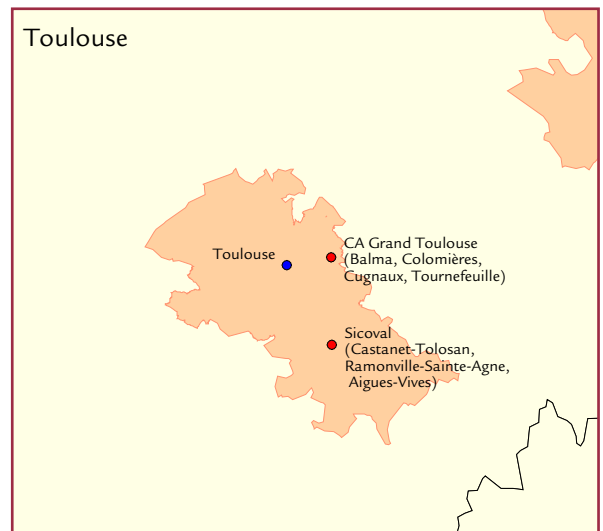 Toulouse
Toulouse
CA Grand Toulouse
(Balma, Colomières,
Cugnaux, Tournefeuille)
Sicoval
(Castanet-Tolosan,
Ramonville-Sainte-Agne,
Aigues-Vives)